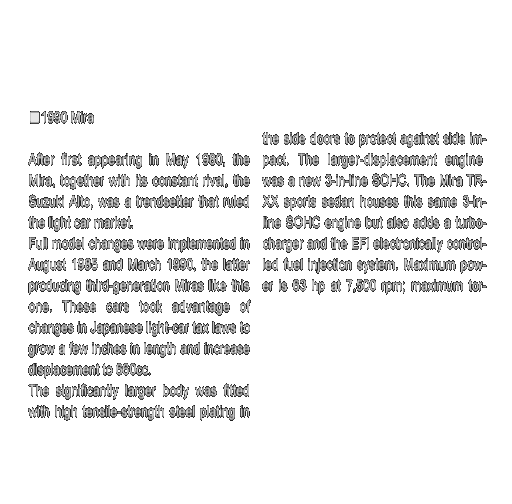 □1990 Mira
After first appearing in May 1980, the
Mira, together with its constant rival, the
Suzuki Alto, was a trendsetter that ruled
the light car market.
Full model changes were implemented in
August 1985 and March 1990, the latter
producing third-generation Miras like this
one. These cars took advantage of
changes in Japanese light-car tax laws to
grow a few inches in length and increase
displacement to 660cc.
The significantly larger body was fitted
with high tensile-strength steel plating in
the side doors to protect against side im-
pact. The larger-displacement engine
was a new 3-in-line SOHC. The Mira TR-
XX sports sedan houses this same 3-in-
line SOHC engine but also adds a turbo-
charger and the EFI electronically control-
led fuel injection system. Maximum pow-
er is 63 hp at 7,500 rpm; maximum tor-